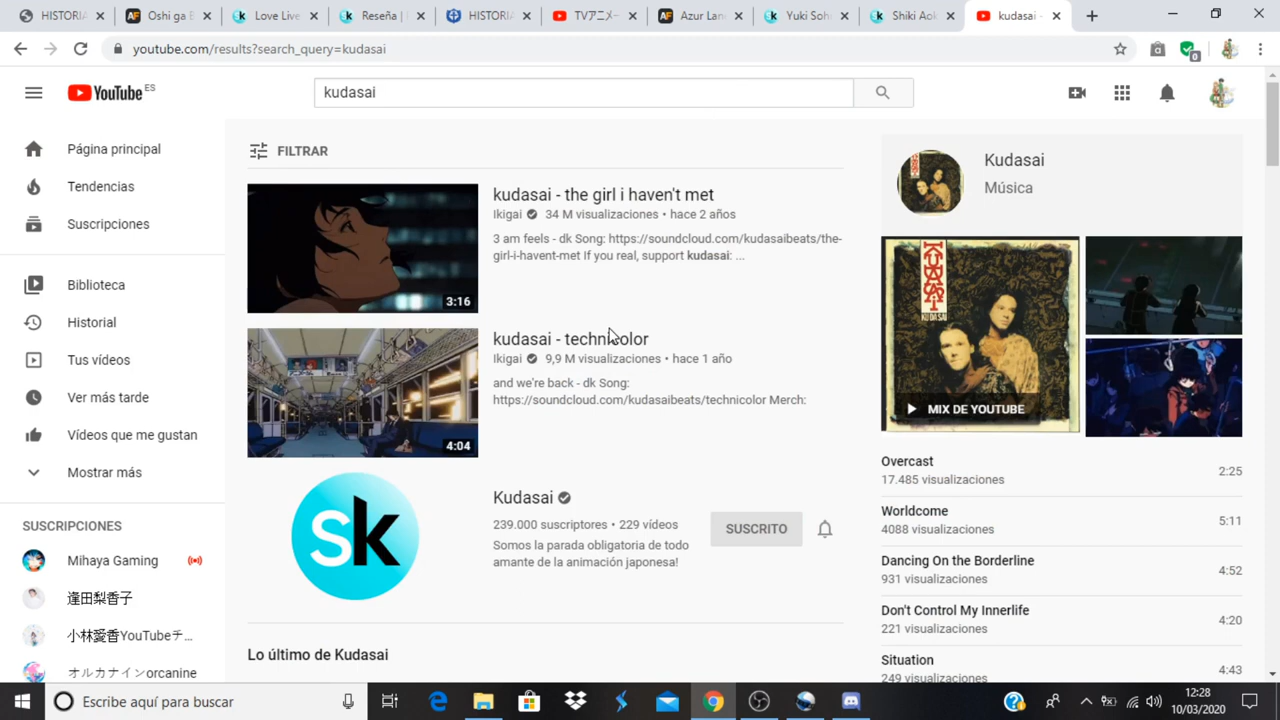 HISTORIA
Oshi ga B
Love Live
Reseña |
HISTORIA
TVアニメー
Azur Lan
Yuki Soh
Shiki Aok
kudasai -
youtube.com/results?search_query=kudasai
0
YouTube ES
kudasai
Página principal
Tendencias
Suscripciones
Biblioteca
Historial
Tus vídeos
Ver más tarde
Vídeos que me gustan
Mostrar más
SUSCRIPCIONES
Mihaya Gaming
逢田梨香子
小林愛香YouTubeチ...
オルカナインorcanine
FILTRAR
3:16
kudasai - the girl i haven't met
Ikigai 34 M visualizaciones • hace 2 años
3 am feels - dk Song: https://soundcloud.com/kudasaibeats/the-
girl-i-havent-met If you real, support kudasai: ...
4:04
kudasai - technicolor
Ikigai 9,9 M visualizaciones • hace 1 año
and we're back - dk Song:
https://soundcloud.com/kudasaibeats/technicolor Merch:
sk
Kudasai
239.000 suscriptores • 229 vídeos
Somos la parada obligatoria de todo
amante de la animación japonesa!
SUSCRITO
Lo último de Kudasai
Kudasai
Música
KUDASAI
MIX DE YOUTUBE
Overcast
17.485 visualizaciones
2:25
Worldcome
4088 visualizaciones
5:11
Dancing On the Borderline
931 visualizaciones
4:52
Don't Control My Innerlife
221 visualizaciones
4:20
Situation
249 visualizaciones
4:43
Escribe aquí para buscar
12:28
10/03/2020